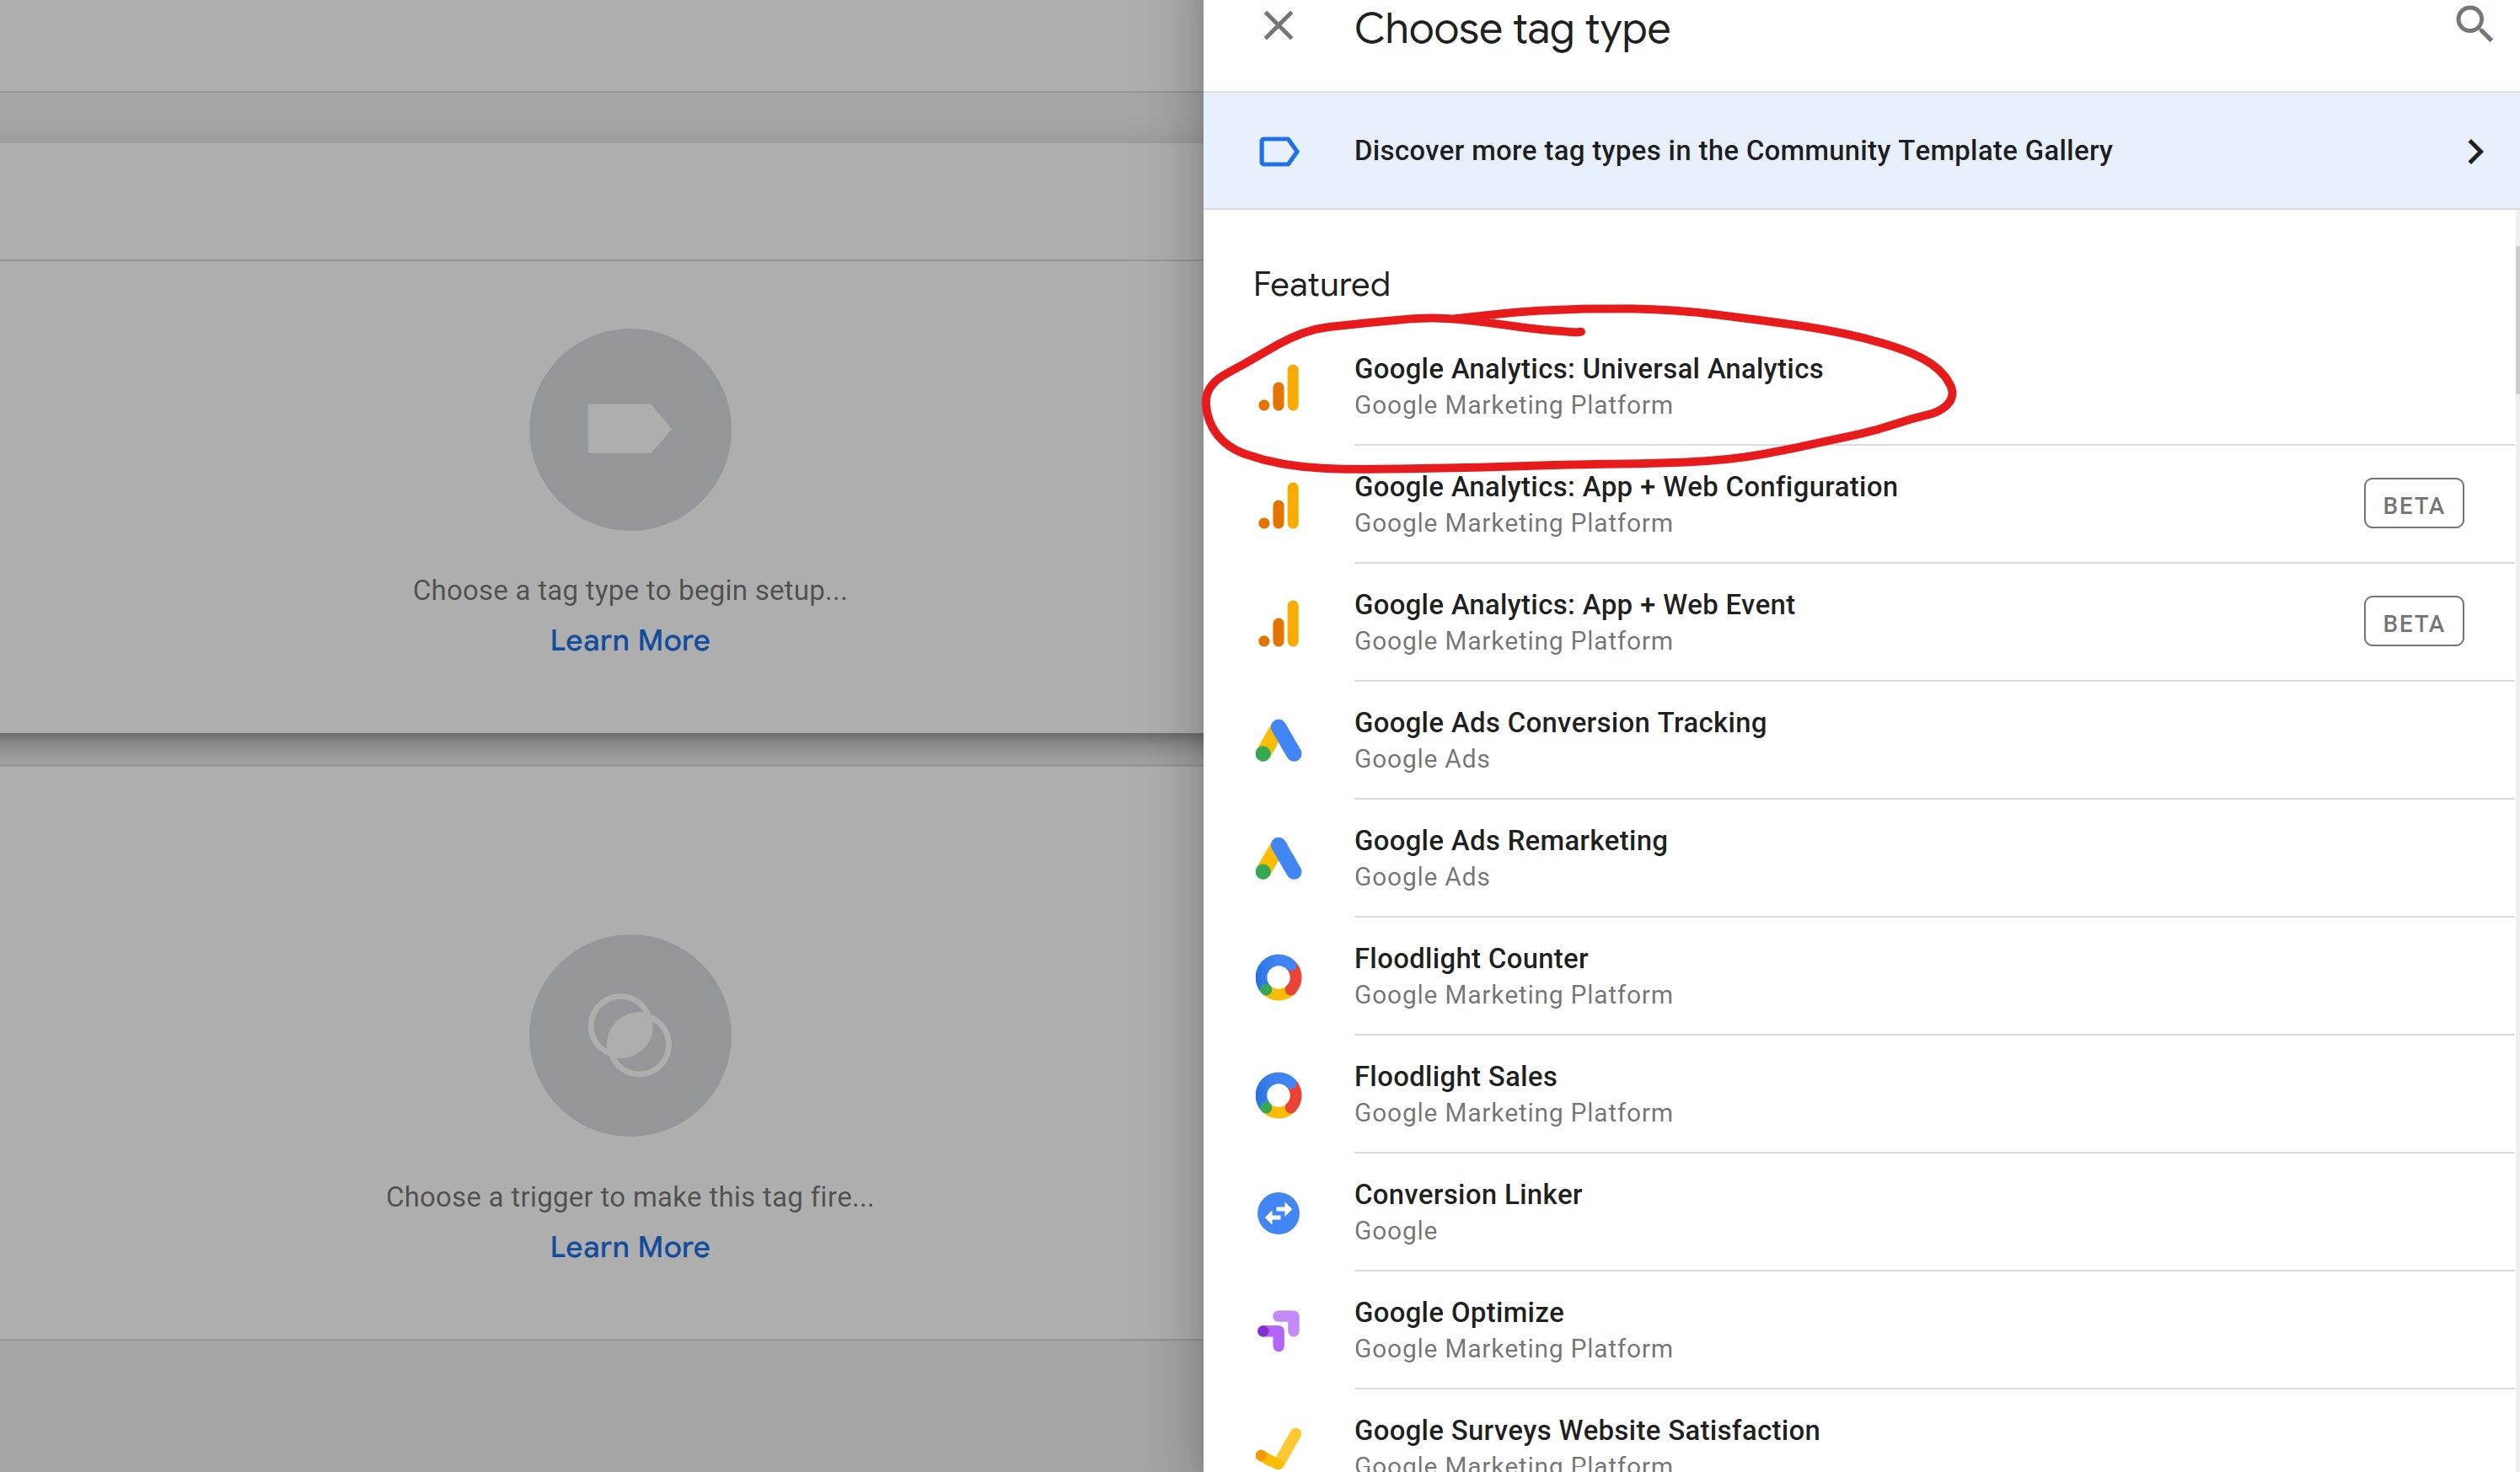 Choose tag type
Discover more tag types in the Community Template Gallery
Featured
Google Analytics: Universal Analytics
Google Marketing Platform
Google Analytics: App + Web Configuration
Google Marketing Platform
BETA
Google Analytics: App + Web Event
Google Marketing Platform
BETA
Google Ads Conversion Tracking
Google Ads
Google Ads Remarketing
Google Ads
Floodlight Counter
Google Marketing Platform
Floodlight Sales
Google Marketing Platform
Conversion Linker
Google
Google Optimize
Google Marketing Platform
Google Surveys Website Satisfaction
Google Marketing Platform
Choose a tag type to begin setup...
Learn More
Choose a trigger to make this tag fire...
Learn More